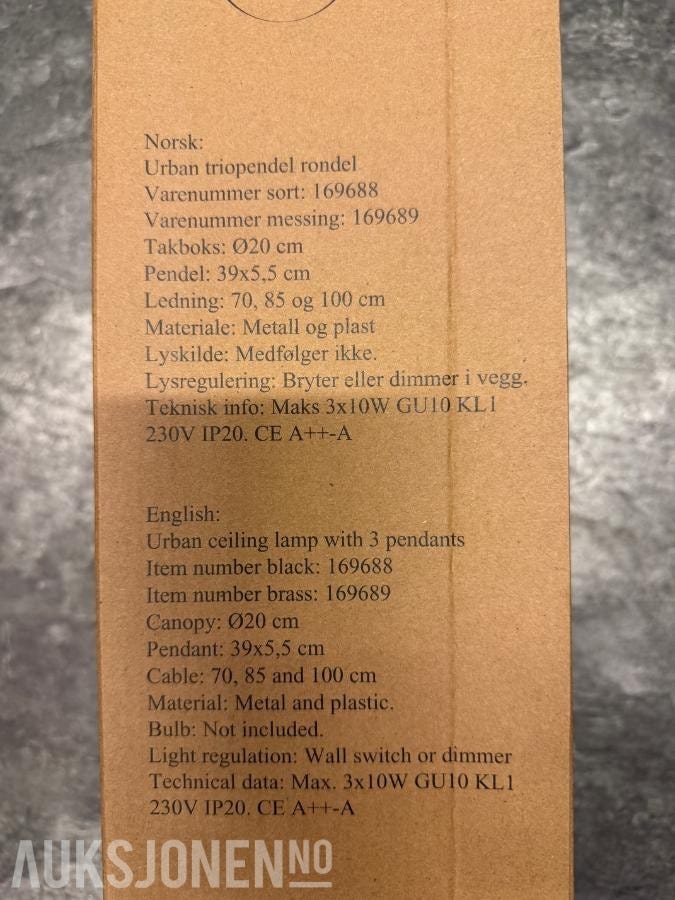 Norsk:
Urban triopendel rondel
Varenummer sort: 169688
Varenummer messing: 169689
Takboks: Ø20 cm
Pendel: 39x5,5 cm
Ledning: 70, 85 og 100 cm
Materiale: Metall og plast
Lyskilde: Medfølger ikke.
Lysregulering: Bryter eller dimmer i vegg.
Teknisk info: Maks 3x10W GU10 KL1
230V IP20. CE A++-A
English:
Urban ceiling lamp with 3 pendants
Item number black: 169688
Item number brass: 169689
Canopy: Ø20 cm
Pendant: 39x5,5 cm
Cable: 70, 85 and 100 cm
Material: Metal and plastic.
Bulb: Not included.
Light regulation: Wall switch or dimmer
Technical data: Max. 3x10W GU10 KL1
230V IP20. CE A++-A
AUKSJONEN NO